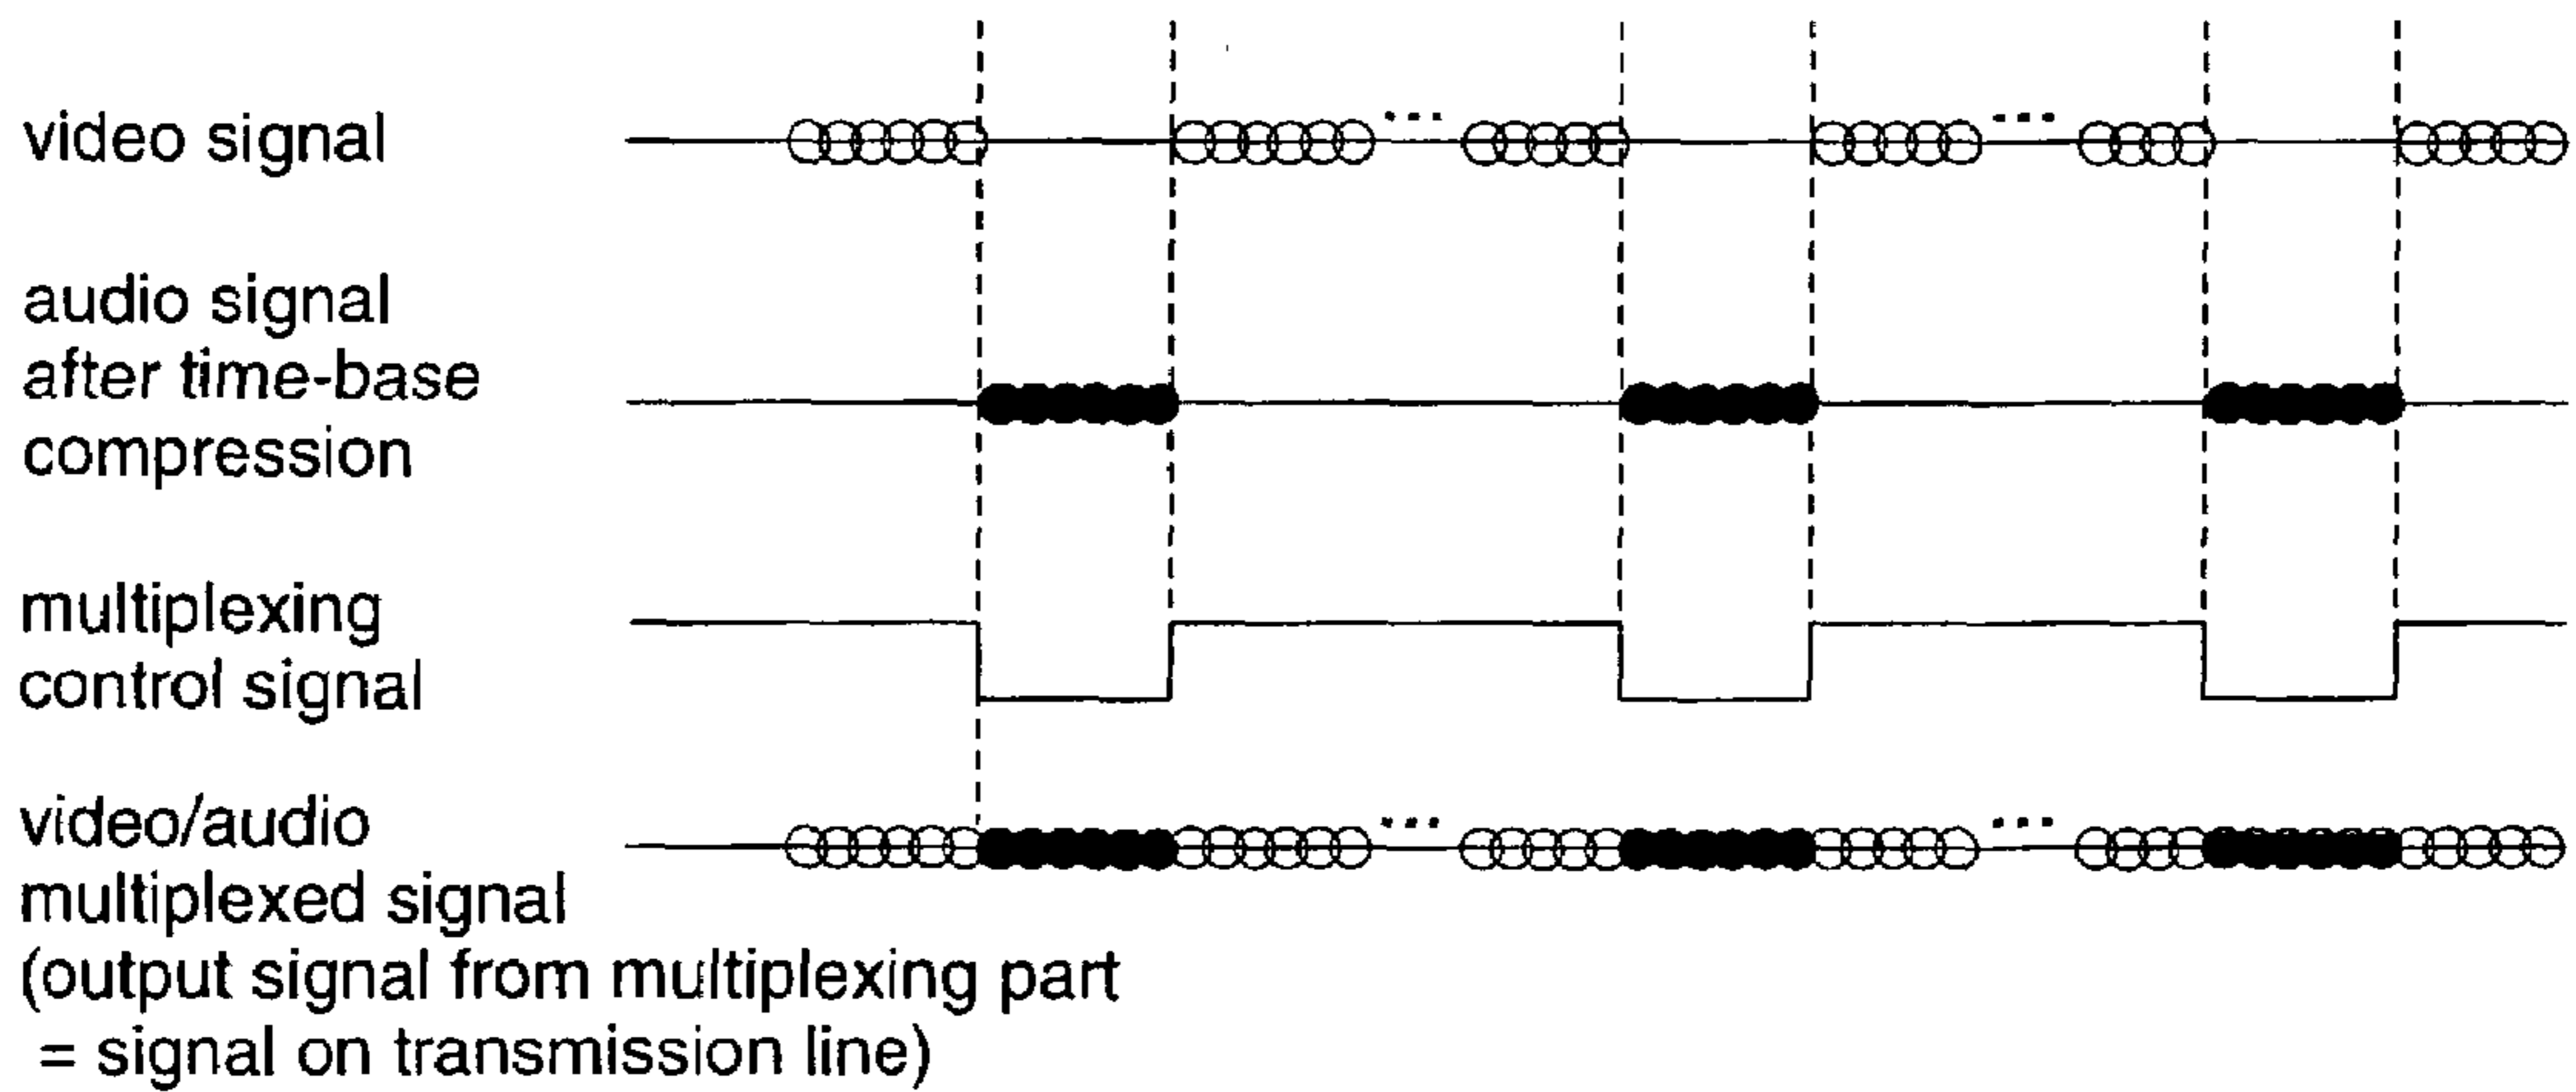 video signal
audio signal
after time-base
compression
multiplexing
control signal
video/audio
multiplexed signal
(output signal from multiplexing part
= signal on transmission line)